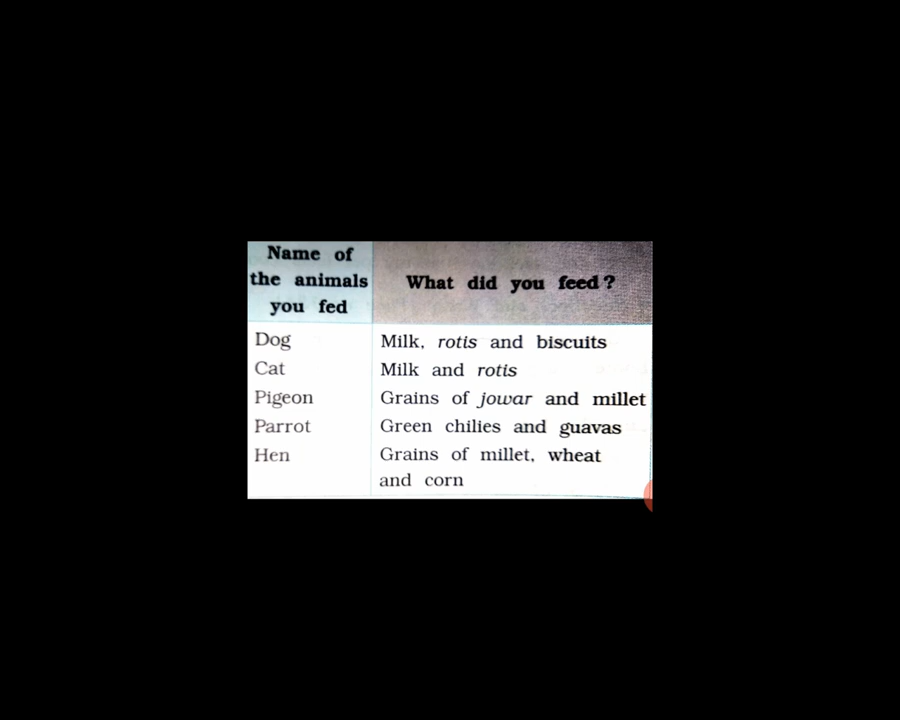 Name of
the animals
you fed
What did you feed?
Dog
Milk, rotis and biscuits
Cat
Milk and rotis
Pigeon
Grains of jowar and millet
Parrot
Green chilies and guavas
Hen
Grains of millet, wheat
and corn